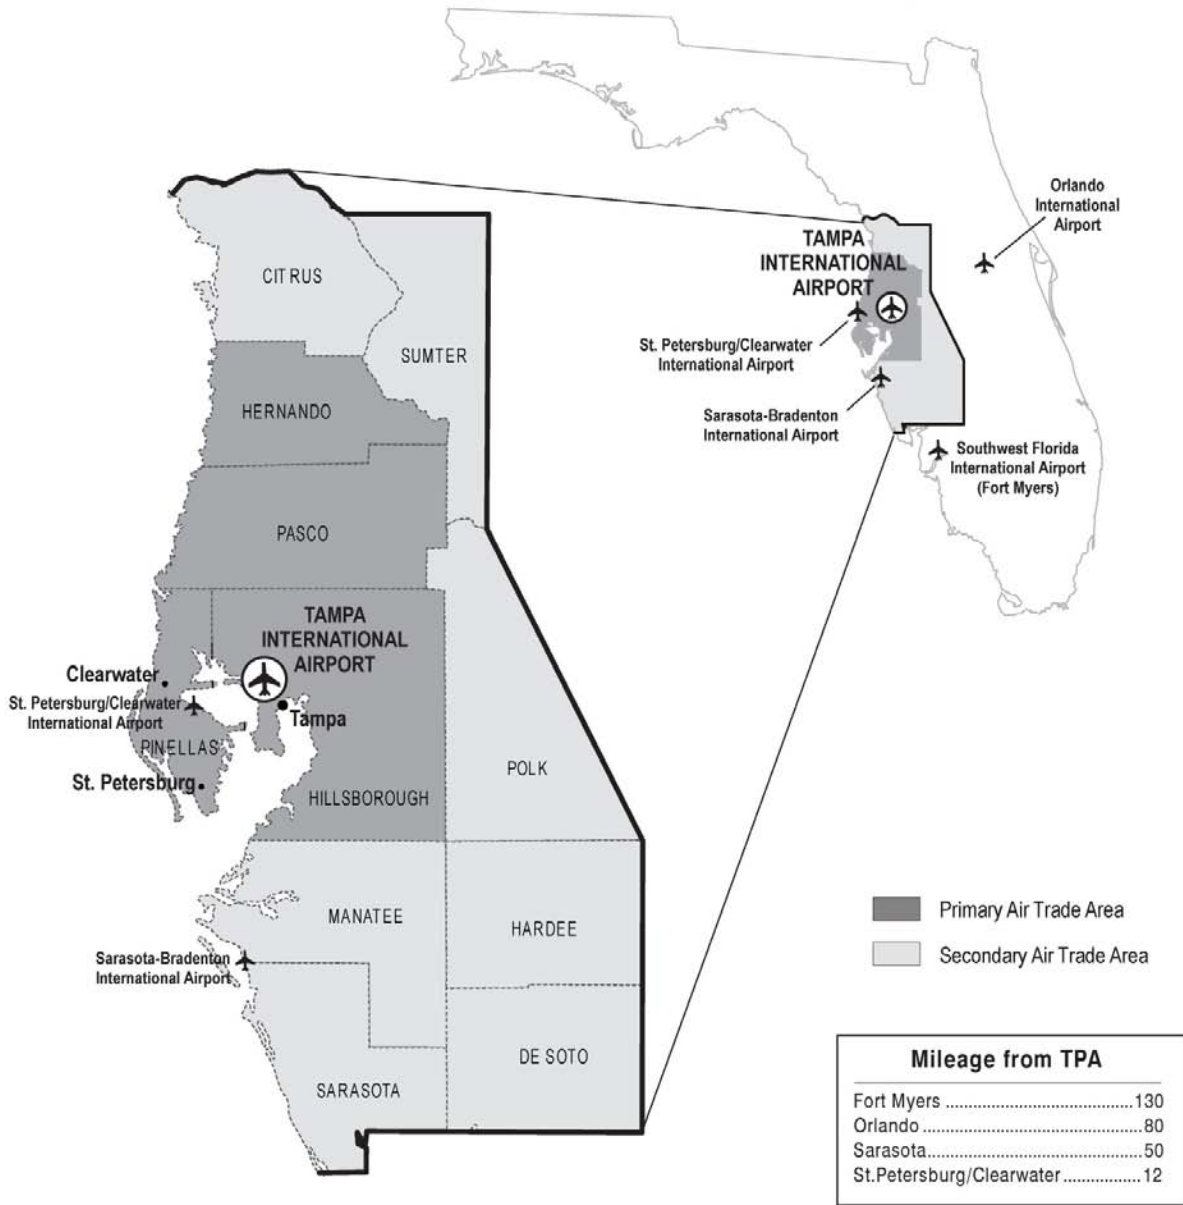 Orlando
International
Airport
TAMPA
INTERNATIONAL
AIRPORT
St. Petersburg/Clearwater
International Airport
Sarasota-Bradenton
International Airport
Southwest Florida
International Airport
(Fort Myers)
CITRUS
SUMTER
HERNANDO
PASCO
TAMPA
INTERNATIONAL
AIRPORT
Clearwater
St. Petersburg/Clearwater
International Airport
Tampa
PINELLAS
St. Petersburg
HILLSBOROUGH
POLK
MANATEE
HARDEE
Sarasota-Bradenton
International Airport
DE SOTO
SARASOTA
Primary Air Trade Area
Secondary Air Trade Area
Mileage from TPA
Fort Myers ......................................130
Orlando ............................................80
Sarasota............................................50
St.Petersburg/Clearwater .................12